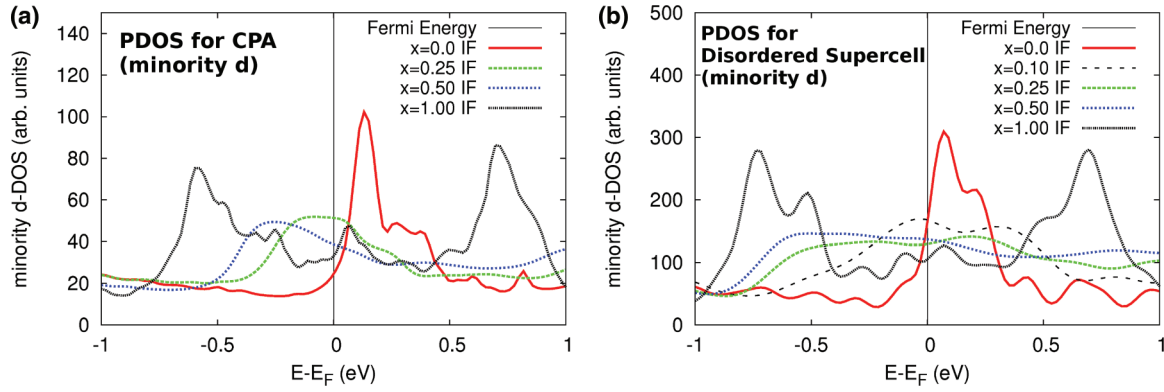 (a)
PDOS for CPA
(minority d)
Fermi Energy
x=0.0 IF
x=0.25 IF
x=0.50 IF
x=1.00 IF
minority d-DOS (arb. units)
140
120
100
80
60
40
20
0
-1
-0.5
0
0.5
1
E-E_F (eV)
(b)
PDOS for
Disordered Supercell
(minority d)
Fermi Energy
x=0.0 IF
x=0.10 IF
x=0.25 IF
x=0.50 IF
x=1.00 IF
minority d-DOS (arb. units)
500
400
300
200
100
0
-1
-0.5
0
0.5
1
E-E_F (eV)